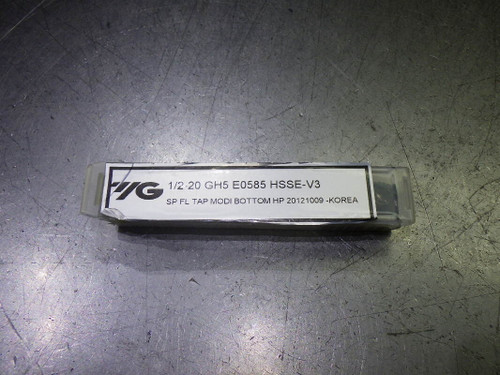 YG 1/2-20 GH5 E0585 HSSE-V3
SP FL TAP MODI BOTTOM HP 20121009 -KOREA